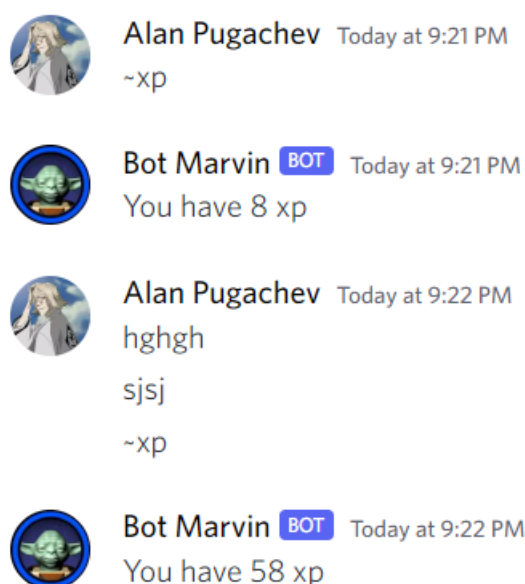 Alan Pugachev Today at 9:21 PM
~xp
Bot Marvin BOT Today at 9:21 PM
You have 8 xp
Alan Pugachev Today at 9:22 PM
hghgh
sjsj
~xp
Bot Marvin BOT Today at 9:22 PM
You have 58 xp